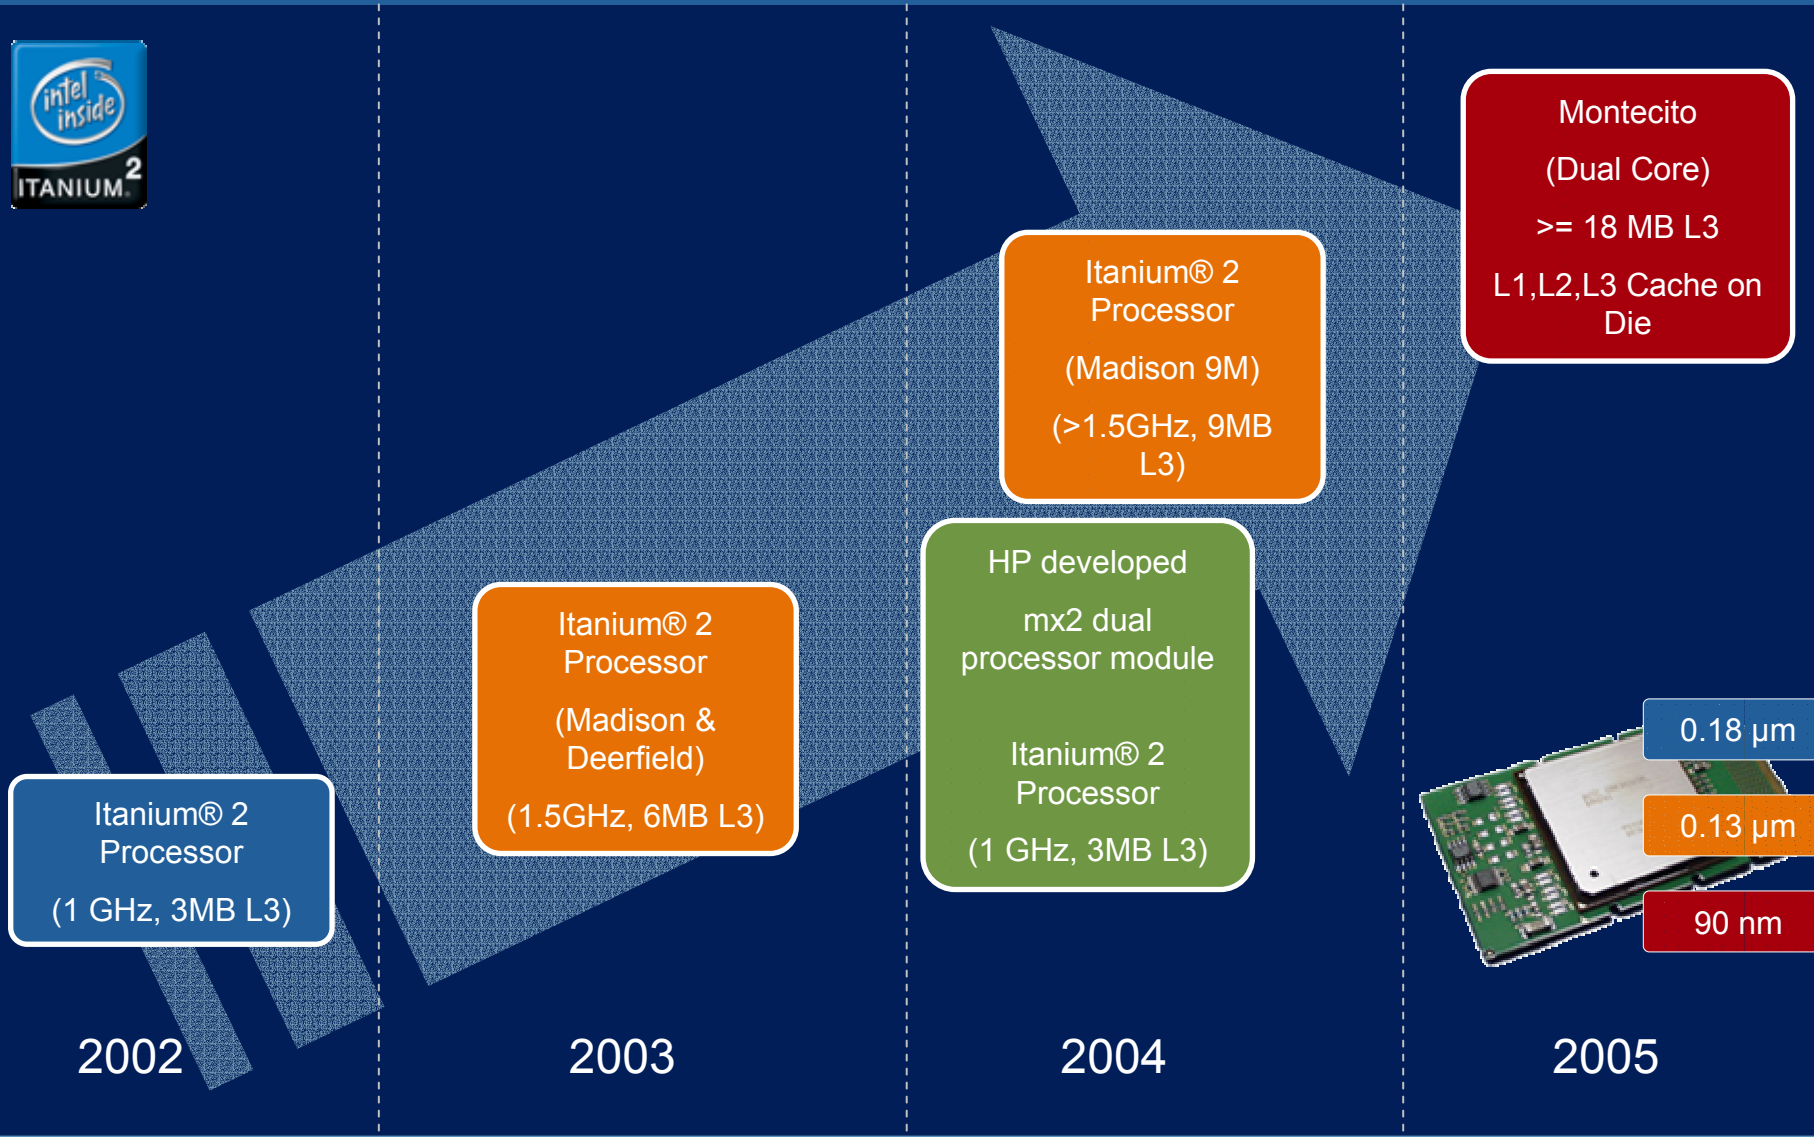 intel
inside
ITANIUM® 2
Itanium® 2
Processor
(1 GHz, 3MB L3)
Itanium® 2
Processor
(Madison &
Deerfield)
(1.5GHz, 6MB L3)
Itanium® 2
Processor
(Madison 9M)
(>1.5GHz, 9MB
L3)
HP developed
mx2 dual
processor module
Itanium® 2
Processor
(1 GHz, 3MB L3)
Montecito
(Dual Core)
>= 18 MB L3
L1,L2,L3 Cache on
Die
0.18 µm
0.13 µm
90 nm
2002
2003
2004
2005